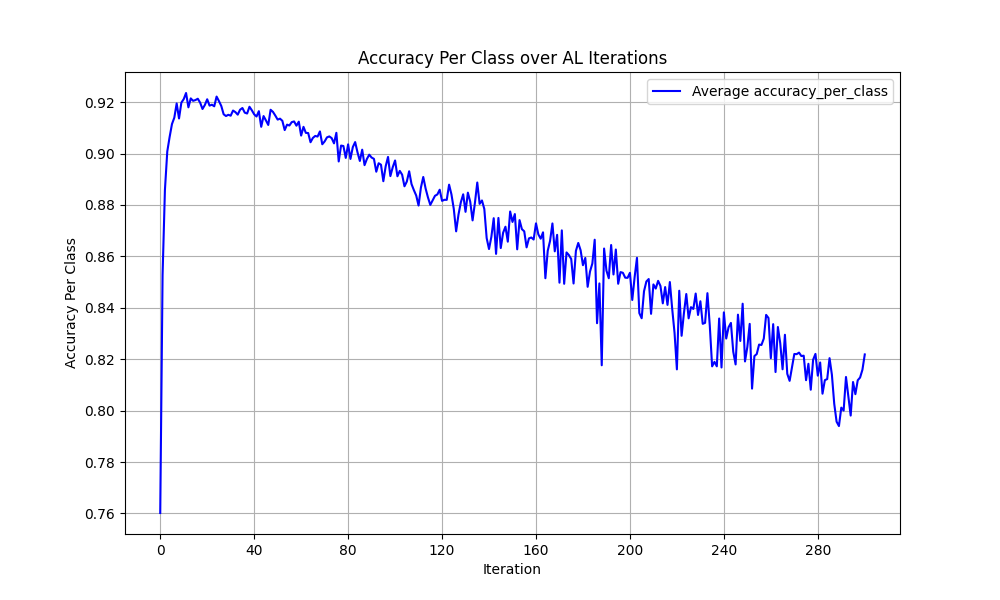 Accuracy Per Class over AL Iterations
Average accuracy_per_class
Accuracy Per Class
0.92
0.90
0.88
0.86
0.84
0.82
0.80
0.78
0.76
0 40 80 120 160 200 240 280
Iteration